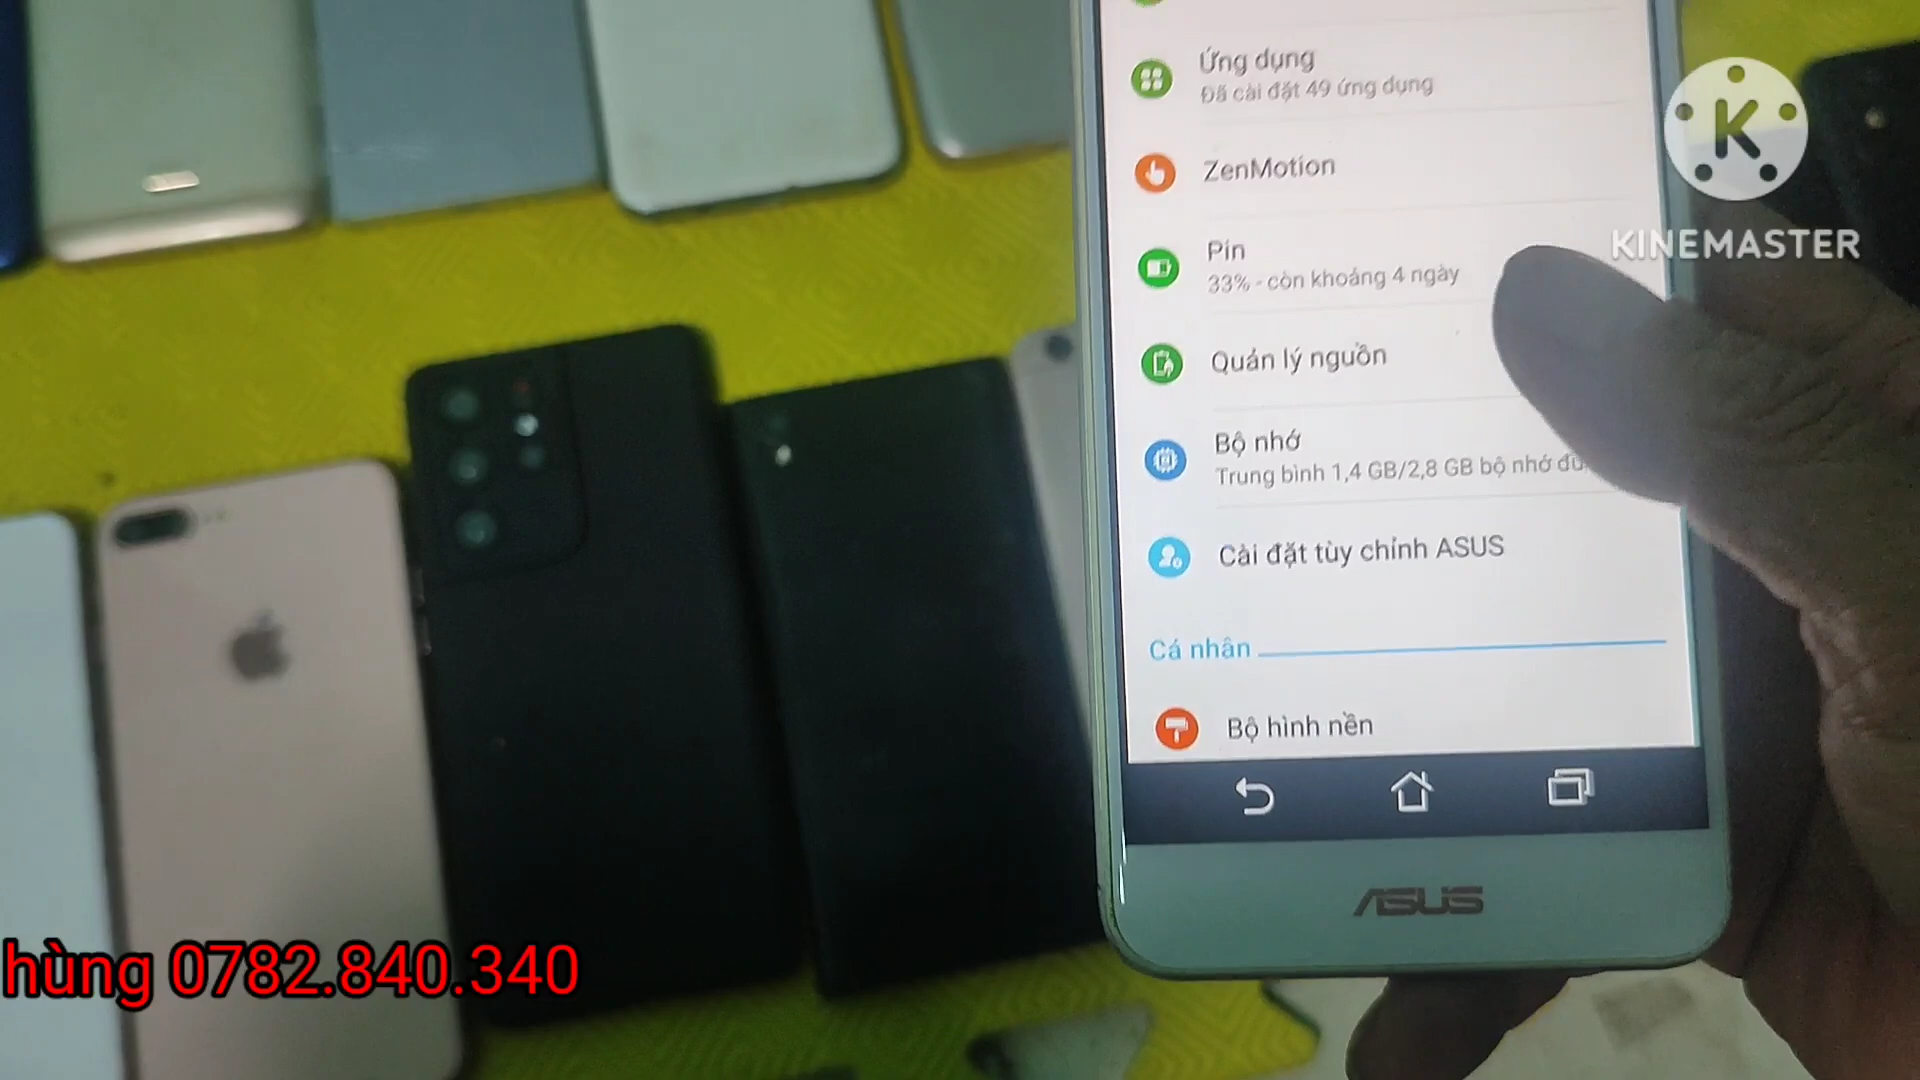 Ứng dụng
Đã cài đặt 49 ứng dụng
ZenMotion
Pin
33% - còn khoảng 4 ngày
Quản lý nguồn
Bộ nhớ
Trung bình 1,4 GB/2,8 GB bộ nhớ
Cài đặt tùy chỉnh ASUS
Cá nhân
Bộ hình nền
ASUS
K
KINEMASTER
hùng 0782.840.340